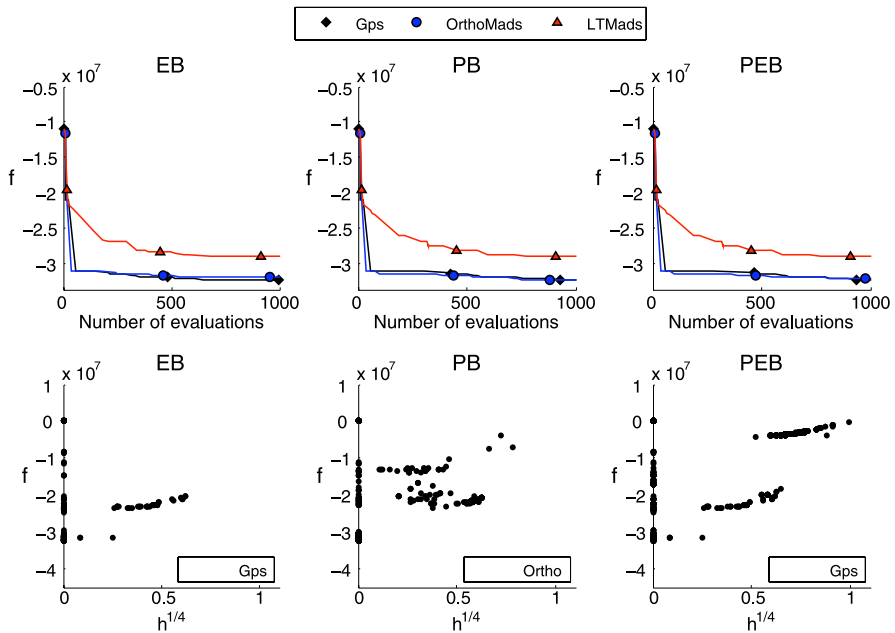 Gps OrthoMads LTMads
EB PB PEB
x 10^7 x 10^7 x 10^7
−0.5 −0.5 −0.5
−1 −1 −1
−1.5 −1.5 −1.5
f f f
−2 −2 −2
−2.5 −2.5 −2.5
−3 −3 −3
0 500 1000 0 500 1000 0 500 1000
Number of evaluations Number of evaluations Number of evaluations
EB PB PEB
x 10^7 x 10^7 x 10^7
1 1 1
0 0 0
−1 −1 −1
f f f
−2 −2 −2
−3 −3 −3
−4 −4 −4
Gps Ortho Gps
0 0.5 1 0 0.5 1 0 0.5 1
h^1/4 h^1/4 h^1/4